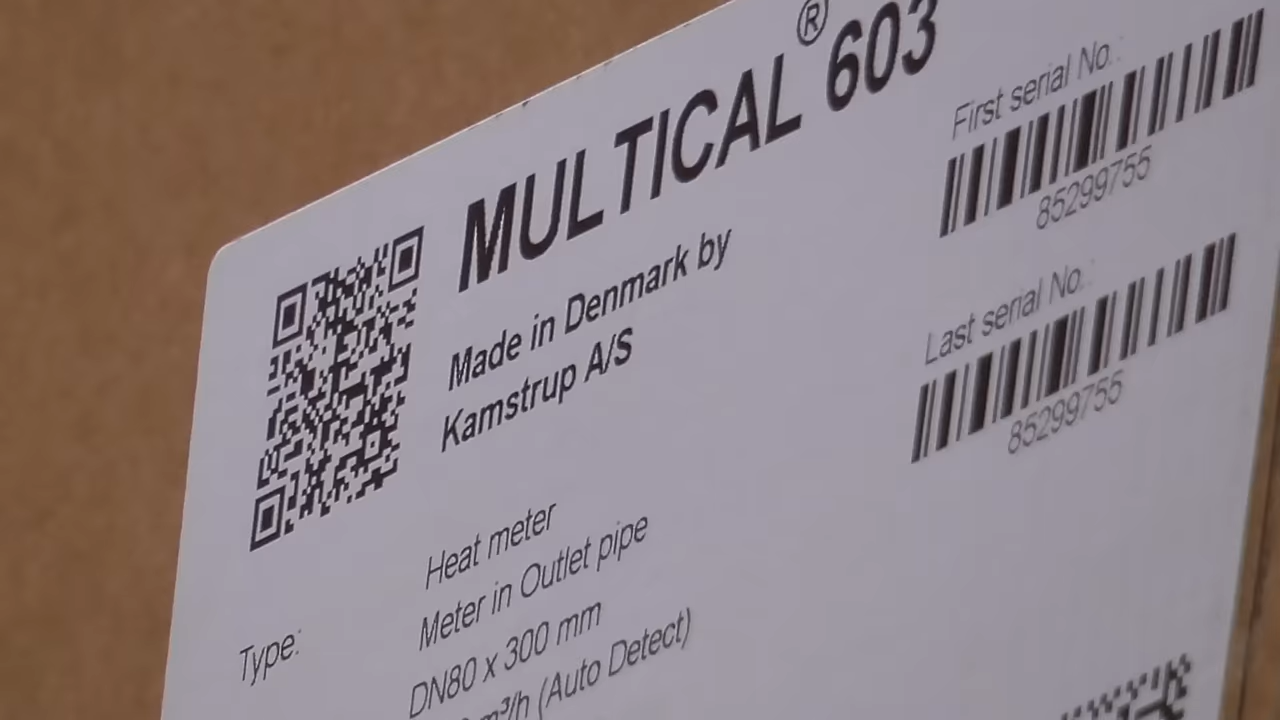 MULTICAL® 603
Made in Denmark by
Kamstrup A/S
First serial No.:
85299755
Last serial No.:
85299755
Type:
Heat meter
Meter in Outlet pipe
DN80 x 300 mm
m³/h (Auto Detect)